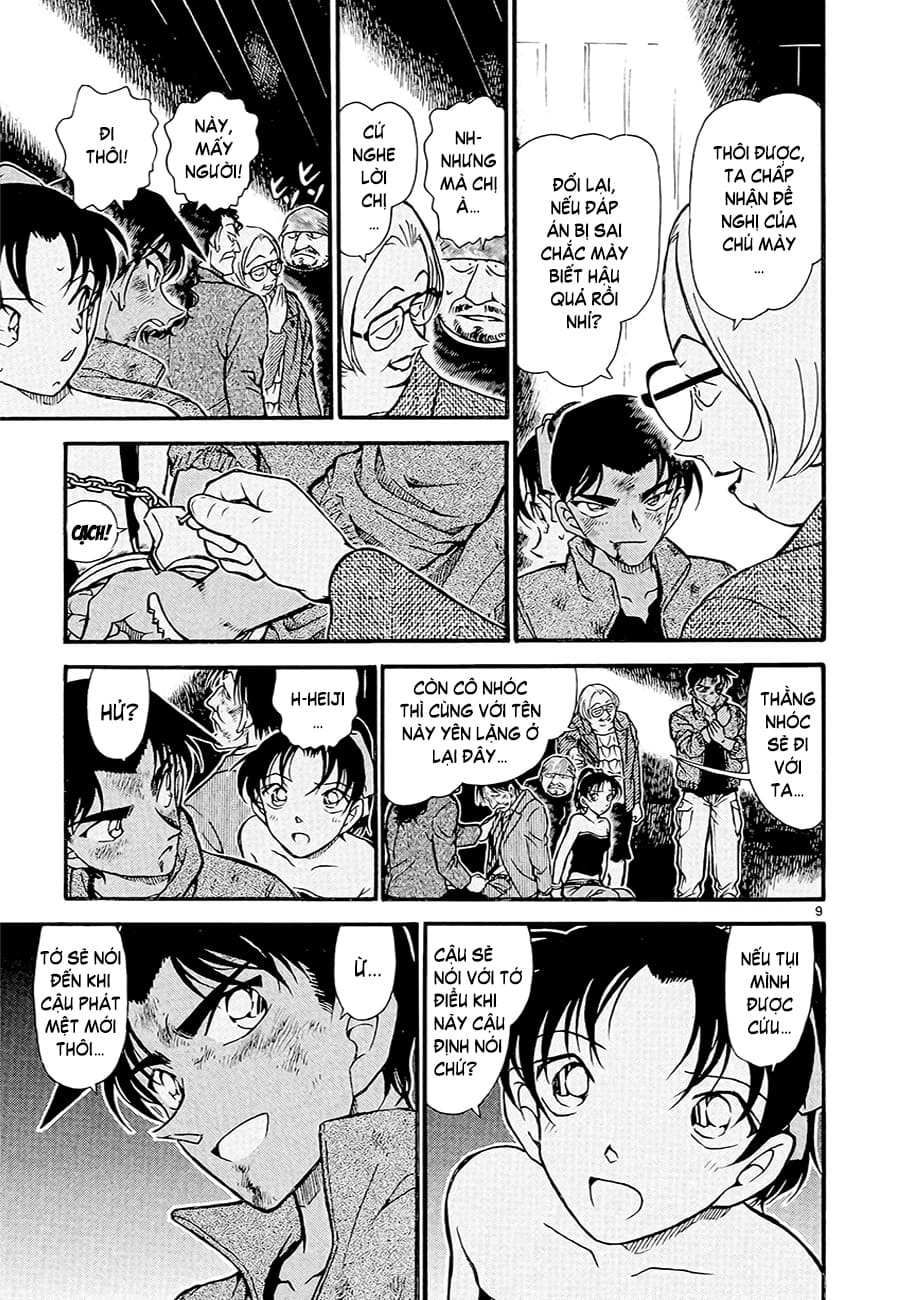 THÔI ĐƯỢC,
TA CHẤP
NHẬN ĐỀ
NGHỊ CỦA
CHÚ MÀY
...
ĐỔI LẠI,
NẾU ĐÁP
ÁN BỊ SAI
CHẮC MÀY
BIẾT HẬU
QUẢ RỒI
NHỈ?
NH-
NHƯNG
MÀ CHỊ
À...
CỨ
NGHE
LỜI
CHỊ
...
NÀY,
MẤY
NGƯỜI!
ĐI
THÔI!
CẠCH!
THẰNG
NHÓC
SẼ ĐI
VỚI
TA...
CÒN CÔ NHÓC
THÌ CÙNG VỚI TÊN
NÀY YÊN LẶNG Ở
LẠI ĐÂY...
H-HEIJI
...
HỬ?
9
NẾU TỤI
MÌNH
ĐƯỢC
CỨU...
CẬU SẼ
NÓI VỚI TỚ
ĐIỀU KHI
NÃY CẬU
ĐỊNH NÓI
CHỨ?
Ừ...
TỚ SẼ NÓI
ĐẾN KHI
CẬU PHÁT
MỆT MỚI
THÔI...